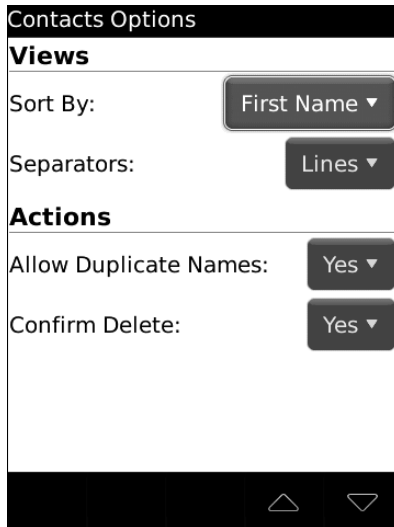 Contacts Options
Views
Sort By: First Name
Separators: Lines
Actions
Allow Duplicate Names: Yes
Confirm Delete: Yes